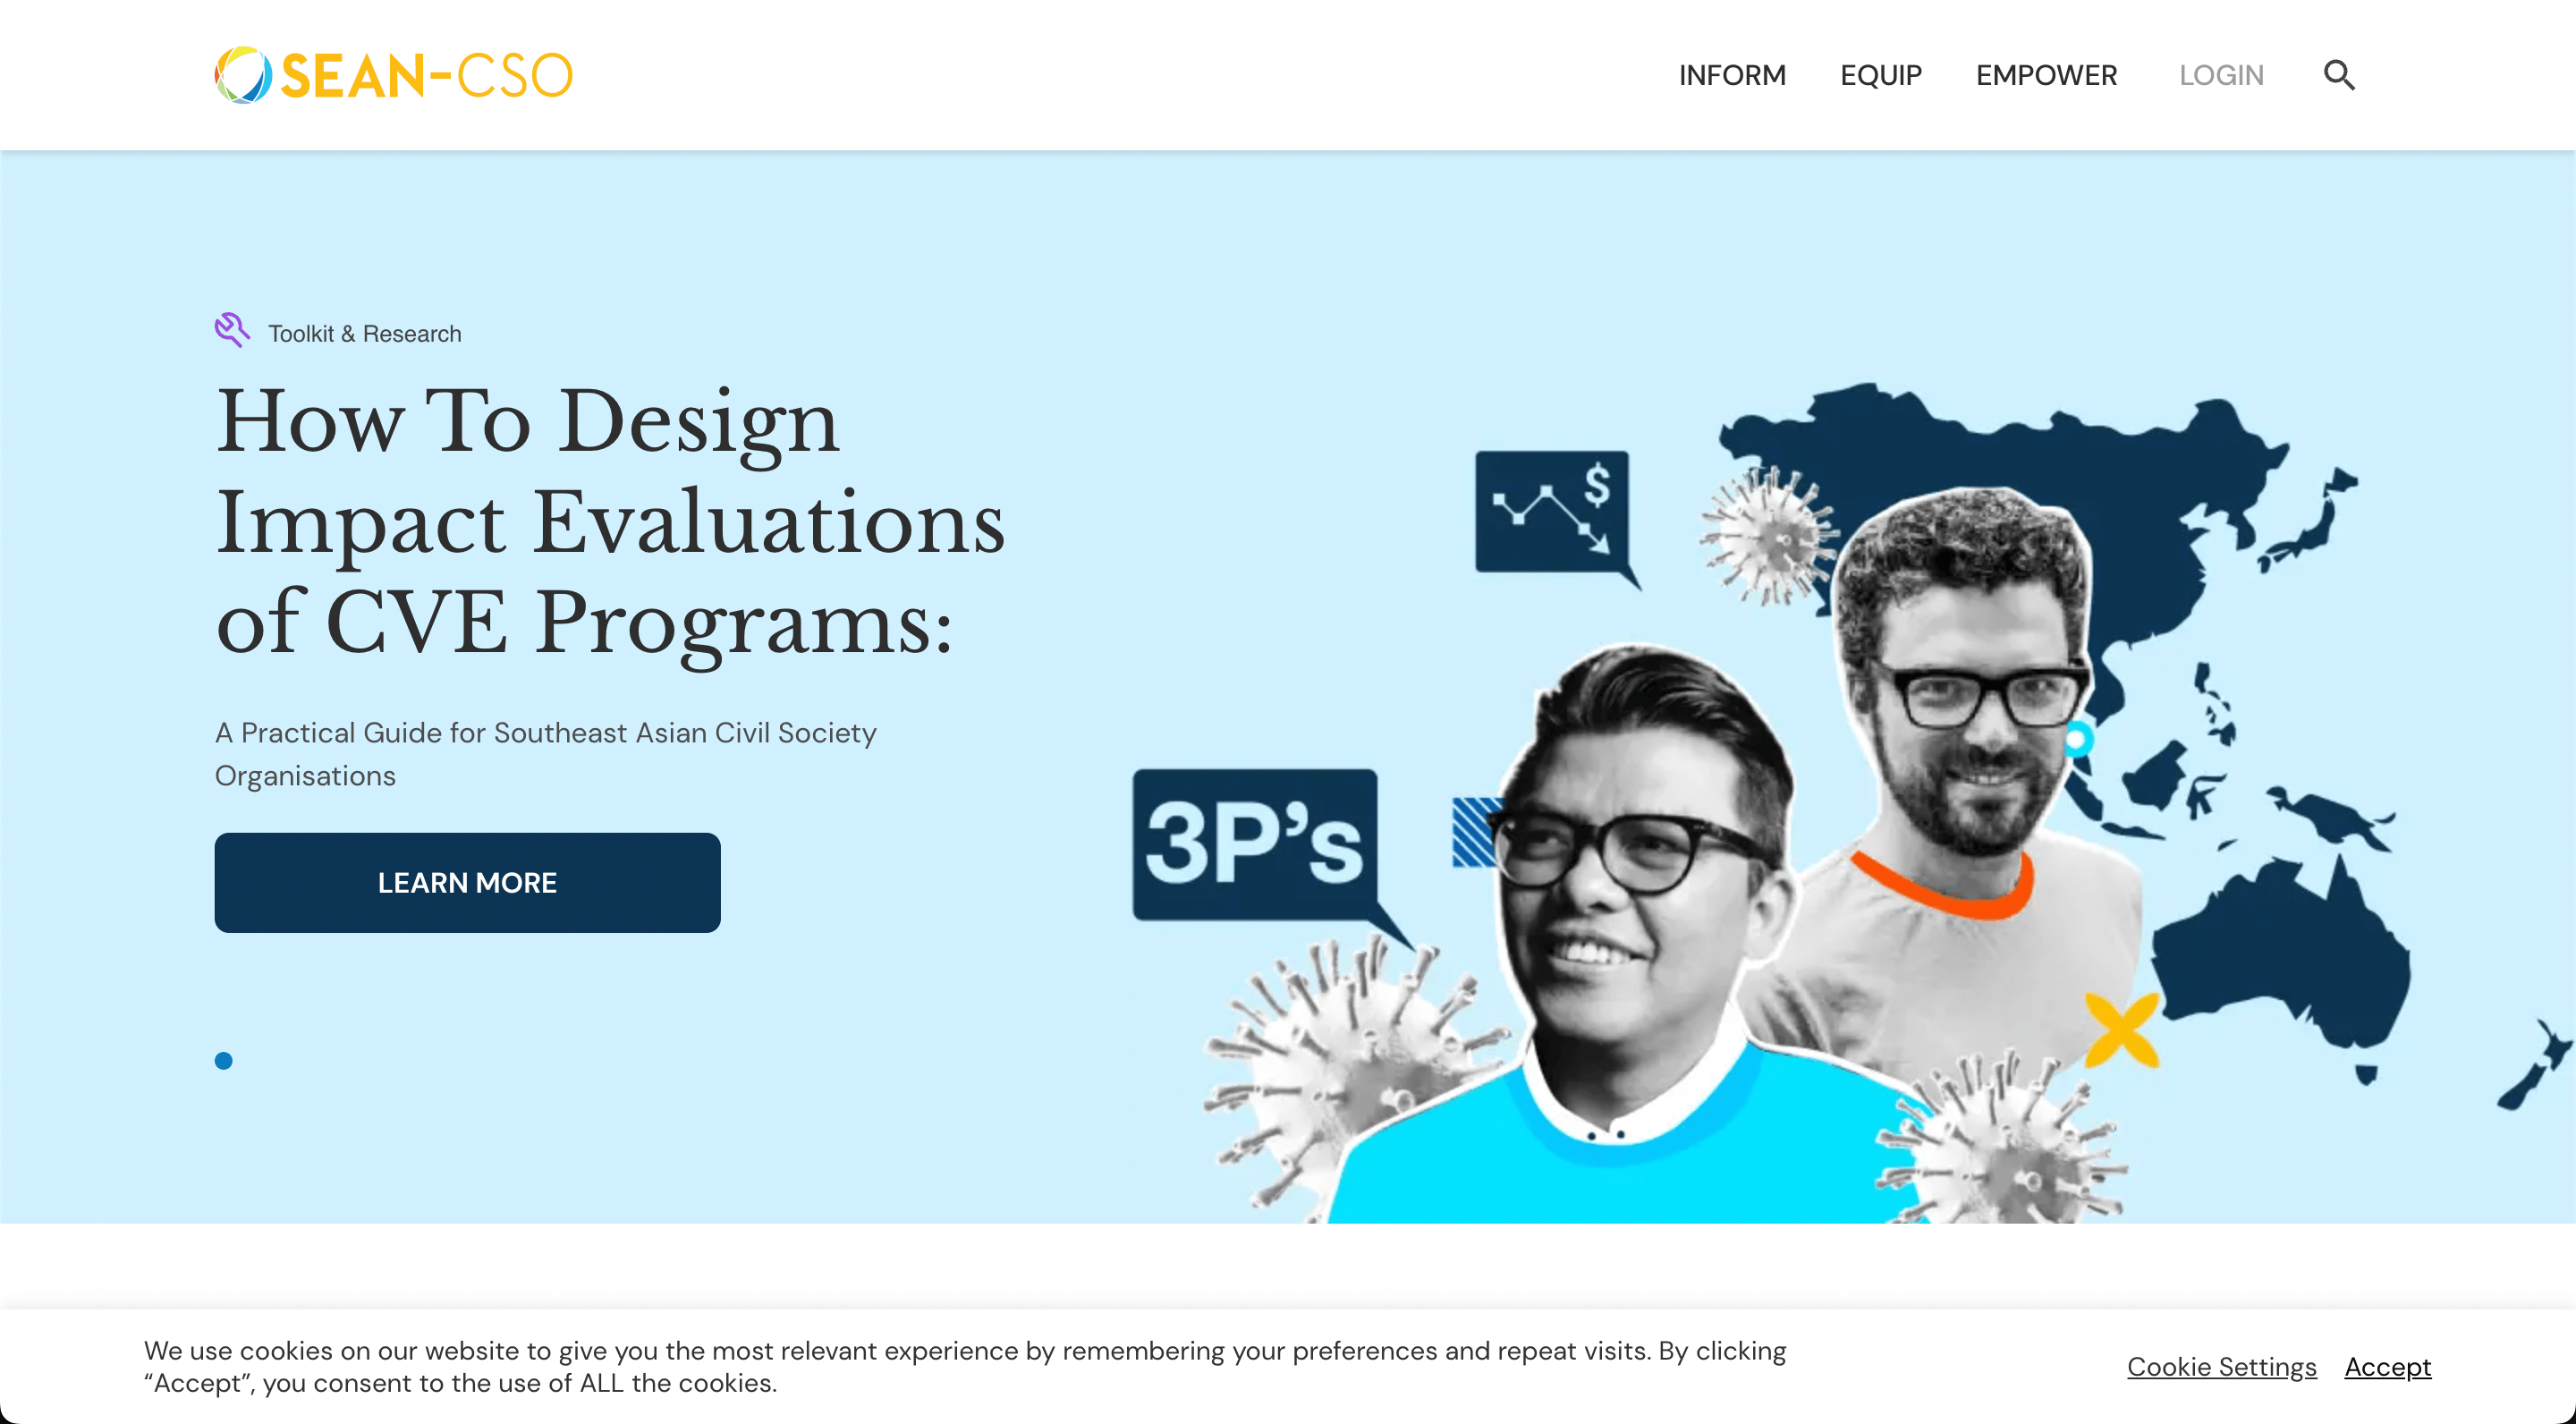 SEAN-CSO
INFORM
EQUIP
EMPOWER
LOGIN
Toolkit & Research
How To Design
Impact Evaluations
of CVE Programs:
A Practical Guide for Southeast Asian Civil Society
Organisations
LEARN MORE
$
3P’s
We use cookies on our website to give you the most relevant experience by remembering your preferences and repeat visits. By clicking
“Accept”, you consent to the use of ALL the cookies.
Cookie Settings
Accept